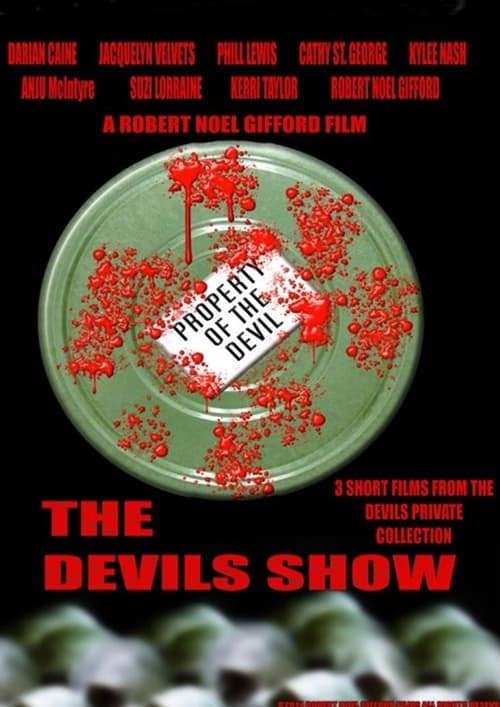 DARIAN CAINE JACQUELYN VELVETS PHILL LEWIS CATHY ST. GEORGE KYLEE NASH
ANJU McIntyre SUZI LORRAINE KERRI TAYLOR ROBERT NOEL GIFFORD
A ROBERT NOEL GIFFORD FILM
PROPERTY
OF THE
DEVIL
3 SHORT FILMS FROM THE
DEVILS PRIVATE
COLLECTION
THE
DEVILS SHOW